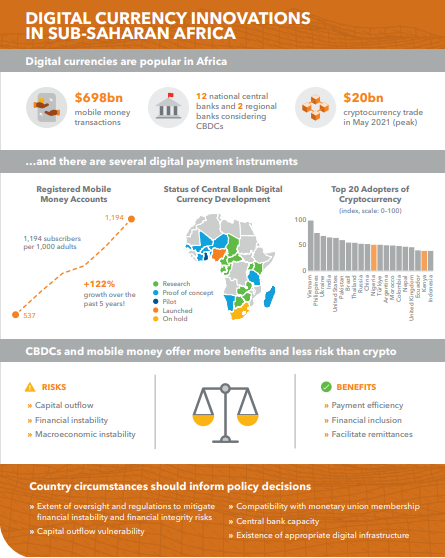 DIGITAL CURRENCY INNOVATIONS
IN SUB-SAHARAN AFRICA
Digital currencies are popular in Africa
$698bn
mobile money
transactions
12 national central
banks and 2 regional
banks considering
CBDCs
$20bn
cryptocurrency trade
in May 2021 (peak)
...and there are several digital payment instruments
Registered Mobile
Money Accounts
1,194
1,194 subscribers
per 1,000 adults
+122%
growth over the
past 5 years!
537
Status of Central Bank Digital
Currency Development
Research
Proof of concept
Pilot
Launched
On hold
Top 20 Adopters of
Cryptocurrency
(index, scale: 0–100)
100
50
0
Vietnam
Philippines
Ukraine
India
United States
Pakistan
Brazil
Thailand
Russia
China
Nigeria
Türkiye
Argentina
Morocco
Colombia
Nepal
United Kingdom
Ecuador
Kenya
Indonesia
CBDCs and mobile money offer more benefits and less risk than crypto
RISKS
» Capital outflow
» Financial instability
» Macroeconomic instability
BENEFITS
» Payment efficiency
» Financial inclusion
» Facilitate remittances
Country circumstances should inform policy decisions
» Extent of oversight and regulations to mitigate
financial instability and financial integrity risks
» Capital outflow vulnerability
» Compatibility with monetary union membership
» Central bank capacity
» Existence of appropriate digital infrastructure